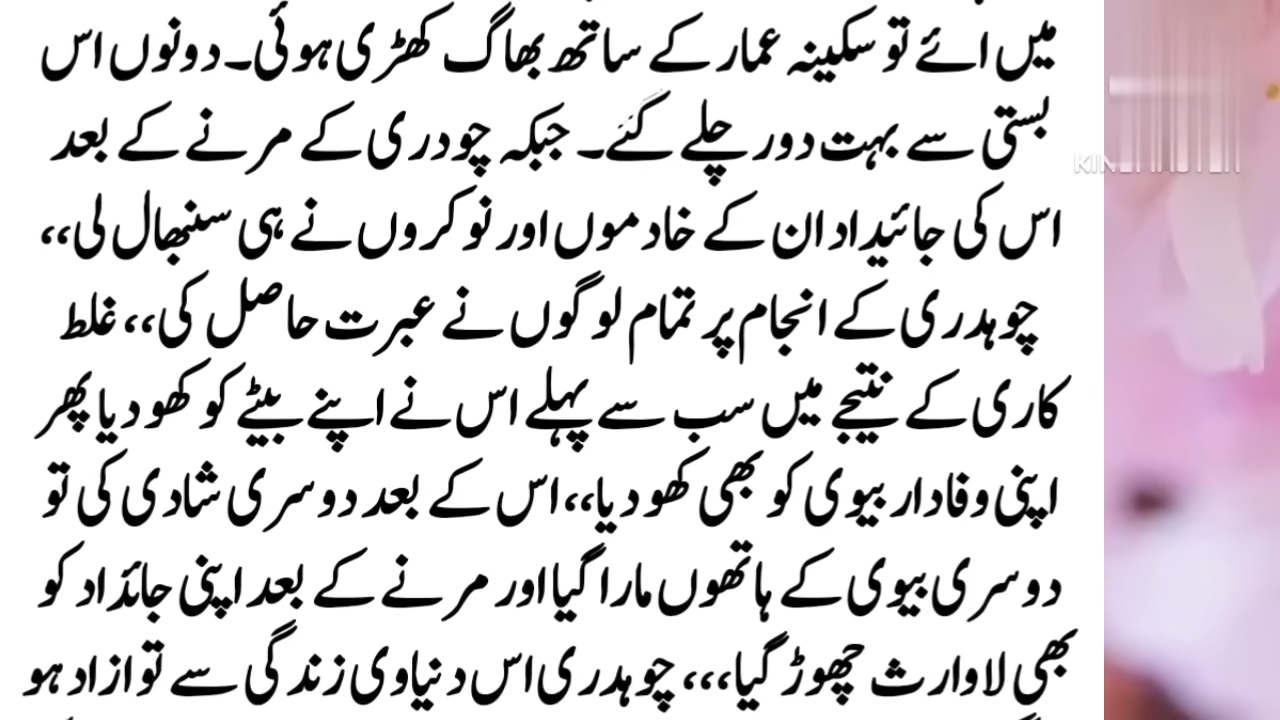 میں ائے تو سکینہ عمار کے ساتھ بھاگ کھڑی ہوئی۔ دونوں اس
بستی سے بہت دور چلے گئے۔ جبکہ چودری کے مرنے کے بعد
اس کی جائیداد ان کے خادموں اور نوکروں نے ہی سنبھال لی،،
چوہدری کے انجام پر تمام لوگوں نے عبرت حاصل کی،، غلط
کاری کے نتیجے میں سب سے پہلے اس نے اپنے بیٹے کو کھو دیا پھر
اپنی وفادار بیوی کو بھی کھو دیا،، اس کے بعد دوسری شادی کی تو
دوسری بیوی کے ہاتھوں مارا گیا اور مرنے کے بعد اپنی جائداد کو
بھی لاوارث چھوڑ گیا،،، چوہدری اس دنیاوی زندگی سے تو ازاد ہو